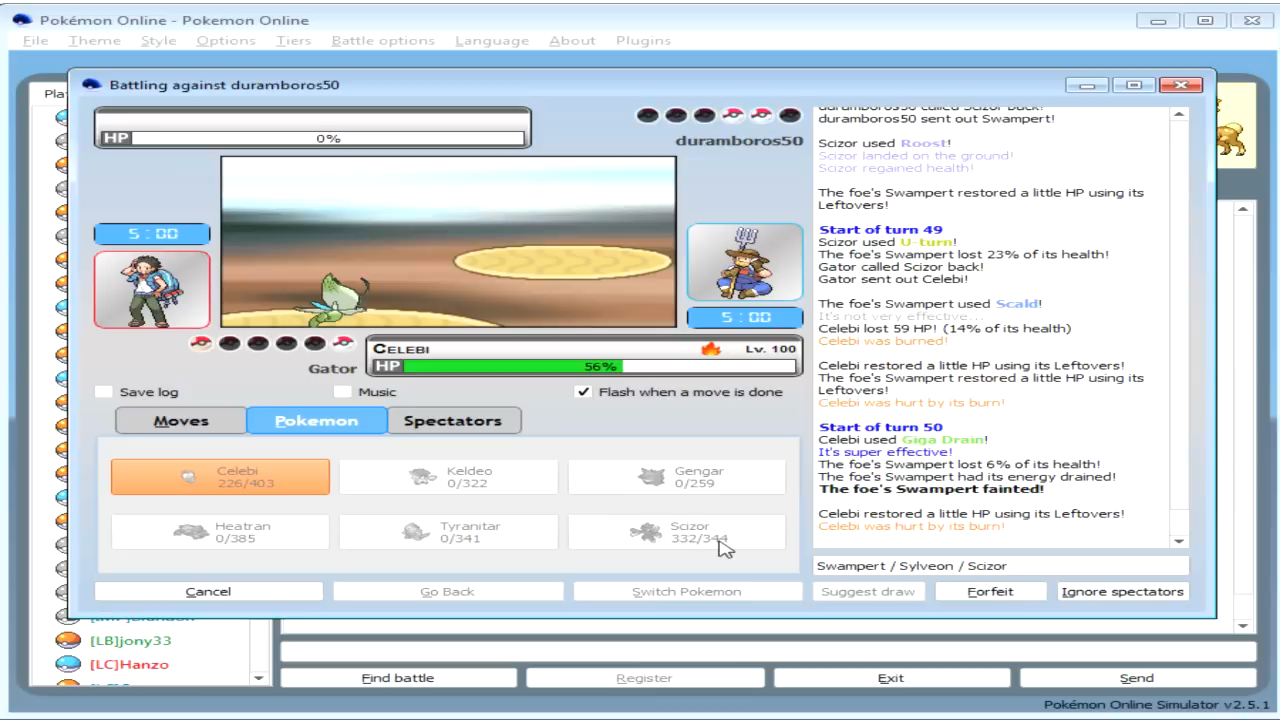 Pokémon Online - Pokemon Online
File Theme Style Options Tiers Battle options Language About Plugins
Battling against duramboros50
HP 0%
duramboros50
5:00
5:00
Gator
CELEBI Lv. 100
HP 56%
Save log Music Flash when a move is done
Moves Pokemon Spectators
Celebi
226/403
Keldeo
0/322
Gengar
0/259
Heatran
0/385
Tyranitar
0/341
Scizor
332/344
Cancel Go Back Switch Pokemon
duramboros50 called Scizor back!
duramboros50 sent out Swampert!
Scizor used Roost!
Scizor landed on the ground!
Scizor regained health!
The foe's Swampert restored a little HP using its
Leftovers!
Start of turn 49
Scizor used U-turn!
The foe's Swampert lost 23% of its health!
Gator called Scizor back!
Gator sent out Celebi!
The foe's Swampert used Scald!
It's not very effective...
Celebi lost 59 HP! (14% of its health)
Celebi was burned!
Celebi restored a little HP using its Leftovers!
The foe's Swampert restored a little HP using its
Leftovers!
Celebi was hurt by its burn!
Start of turn 50
Celebi used Giga Drain!
It's super effective!
The foe's Swampert lost 6% of its health!
The foe's Swampert had its energy drained!
The foe's Swampert fainted!
Celebi restored a little HP using its Leftovers!
Celebi was hurt by its burn!
Swampert / Sylveon / Scizor
Suggest draw Forfeit Ignore spectators
[LB]jony33
[LC]Hanzo
Find battle Register Exit Send
Pokémon Online Simulator v2.5.1